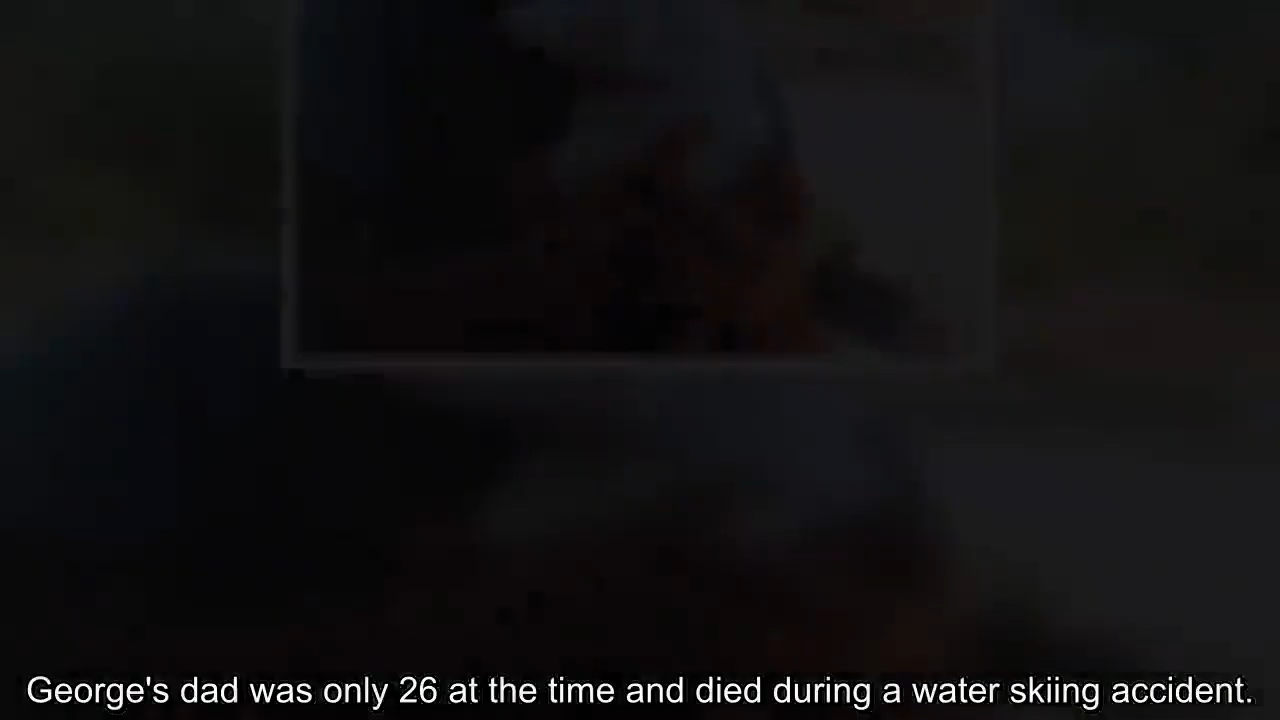 George's dad was only 26 at the time and died during a water skiing accident.